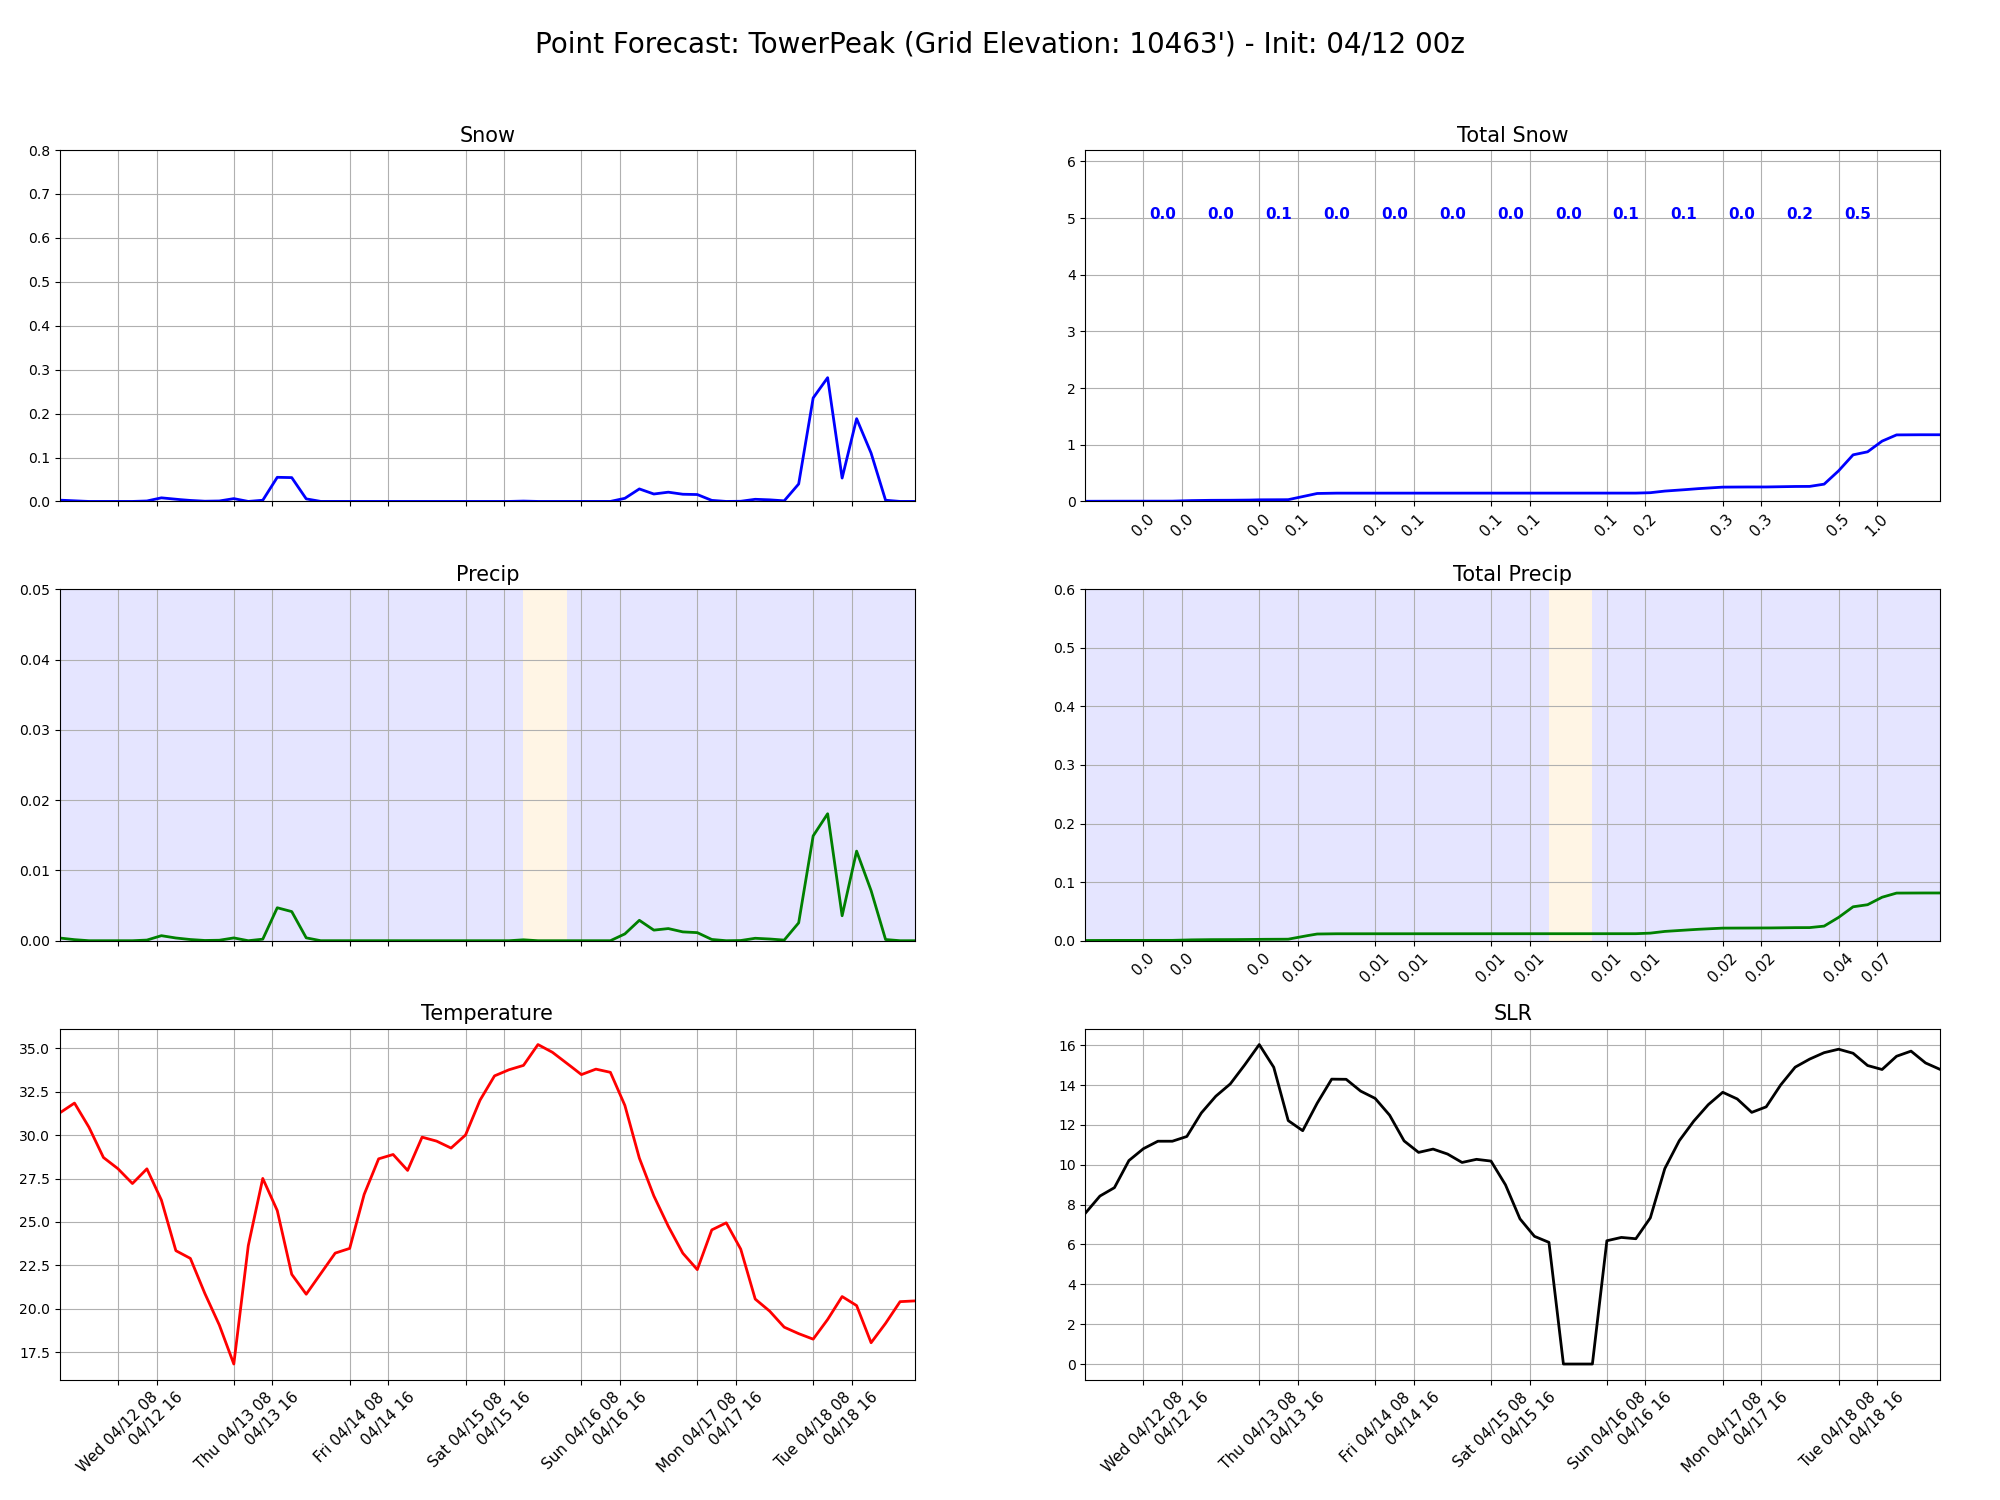 Point Forecast: TowerPeak (Grid Elevation: 10463') - Init: 04/12 00z
Snow
0.8
0.7
0.6
0.5
0.4
0.3
0.2
0.1
0.0
Total Snow
6
5
4
3
2
1
0
0.0 0.0 0.1 0.0 0.0 0.0 0.0 0.0 0.1 0.1 0.0 0.2 0.5
0.0 0.0 0.0 0.1 0.1 0.1 0.1 0.1 0.1 0.2 0.3 0.3 0.5 1.0
Precip
0.05
0.04
0.03
0.02
0.01
0.00
Total Precip
0.6
0.5
0.4
0.3
0.2
0.1
0.0
0.0 0.0 0.0 0.01 0.01 0.01 0.01 0.01 0.01 0.01 0.02 0.02 0.04 0.07
Temperature
35.0
32.5
30.0
27.5
25.0
22.5
20.0
17.5
Wed 04/12 08
04/12 16
Thu 04/13 08
04/13 16
Fri 04/14 08
04/14 16
Sat 04/15 08
04/15 16
Sun 04/16 08
04/16 16
Mon 04/17 08
04/17 16
Tue 04/18 08
04/18 16
SLR
16
14
12
10
8
6
4
2
0
Wed 04/12 08
04/12 16
Thu 04/13 08
04/13 16
Fri 04/14 08
04/14 16
Sat 04/15 08
04/15 16
Sun 04/16 08
04/16 16
Mon 04/17 08
04/17 16
Tue 04/18 08
04/18 16